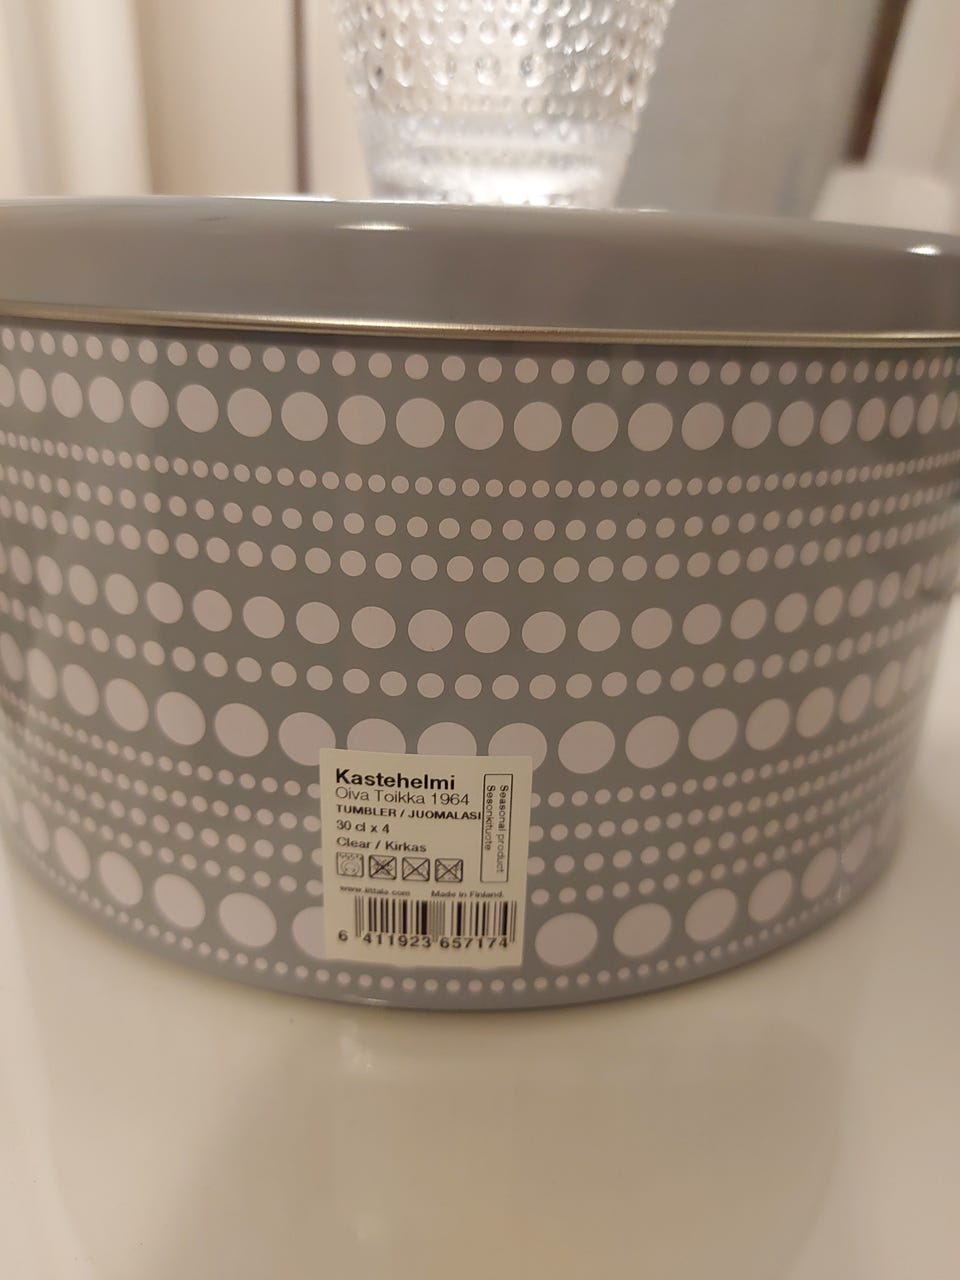 Kastehelmi
Oiva Toikka 1964
TUMBLER / JUOMALASI
30 cl x 4
Clear / Kirkas
Seasonal product
Sesonkituote
www.iittala.com Made in Finland.
6 411923 657174